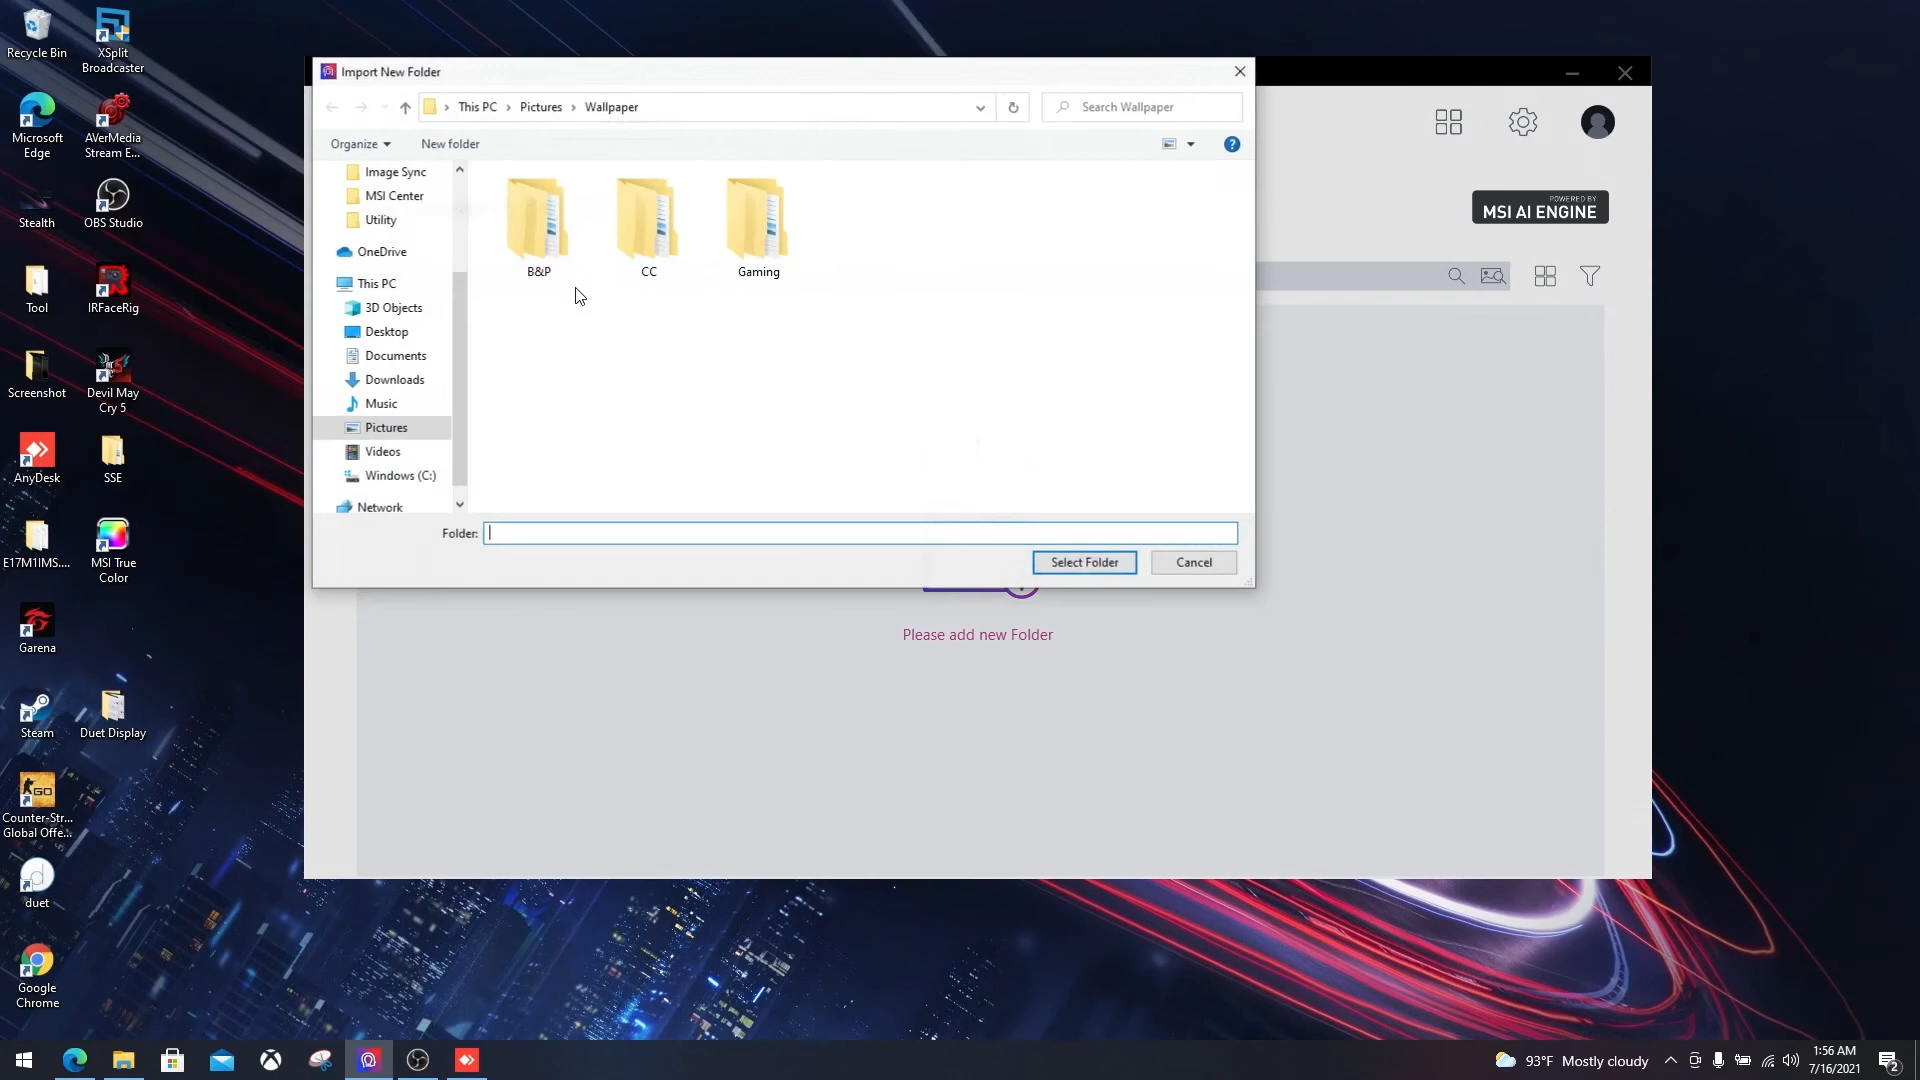 Recycle Bin
XSplit
Broadcaster
Microsoft
Edge
AVerMedia
Stream E...
Stealth
OBS Studio
Tool
IRFaceRig
Screenshot
Devil May
Cry 5
AnyDesk
SSE
E17M1IMS....
MSI True
Color
Garena
Steam
Duet Display
Counter-Str...
Global Offe...
duet
Google
Chrome
Import New Folder
This PC
Pictures
Wallpaper
Search Wallpaper
Organize
New folder
?
Image Sync
MSI Center
Utility
OneDrive
This PC
3D Objects
Desktop
Documents
Downloads
Music
Pictures
Videos
Windows (C:)
Network
B&P
CC
Gaming
Folder:
Select Folder
Cancel
POWERED BY
MSI AI ENGINE
Please add new Folder
93°F Mostly cloudy
1:56 AM
7/16/2021
2